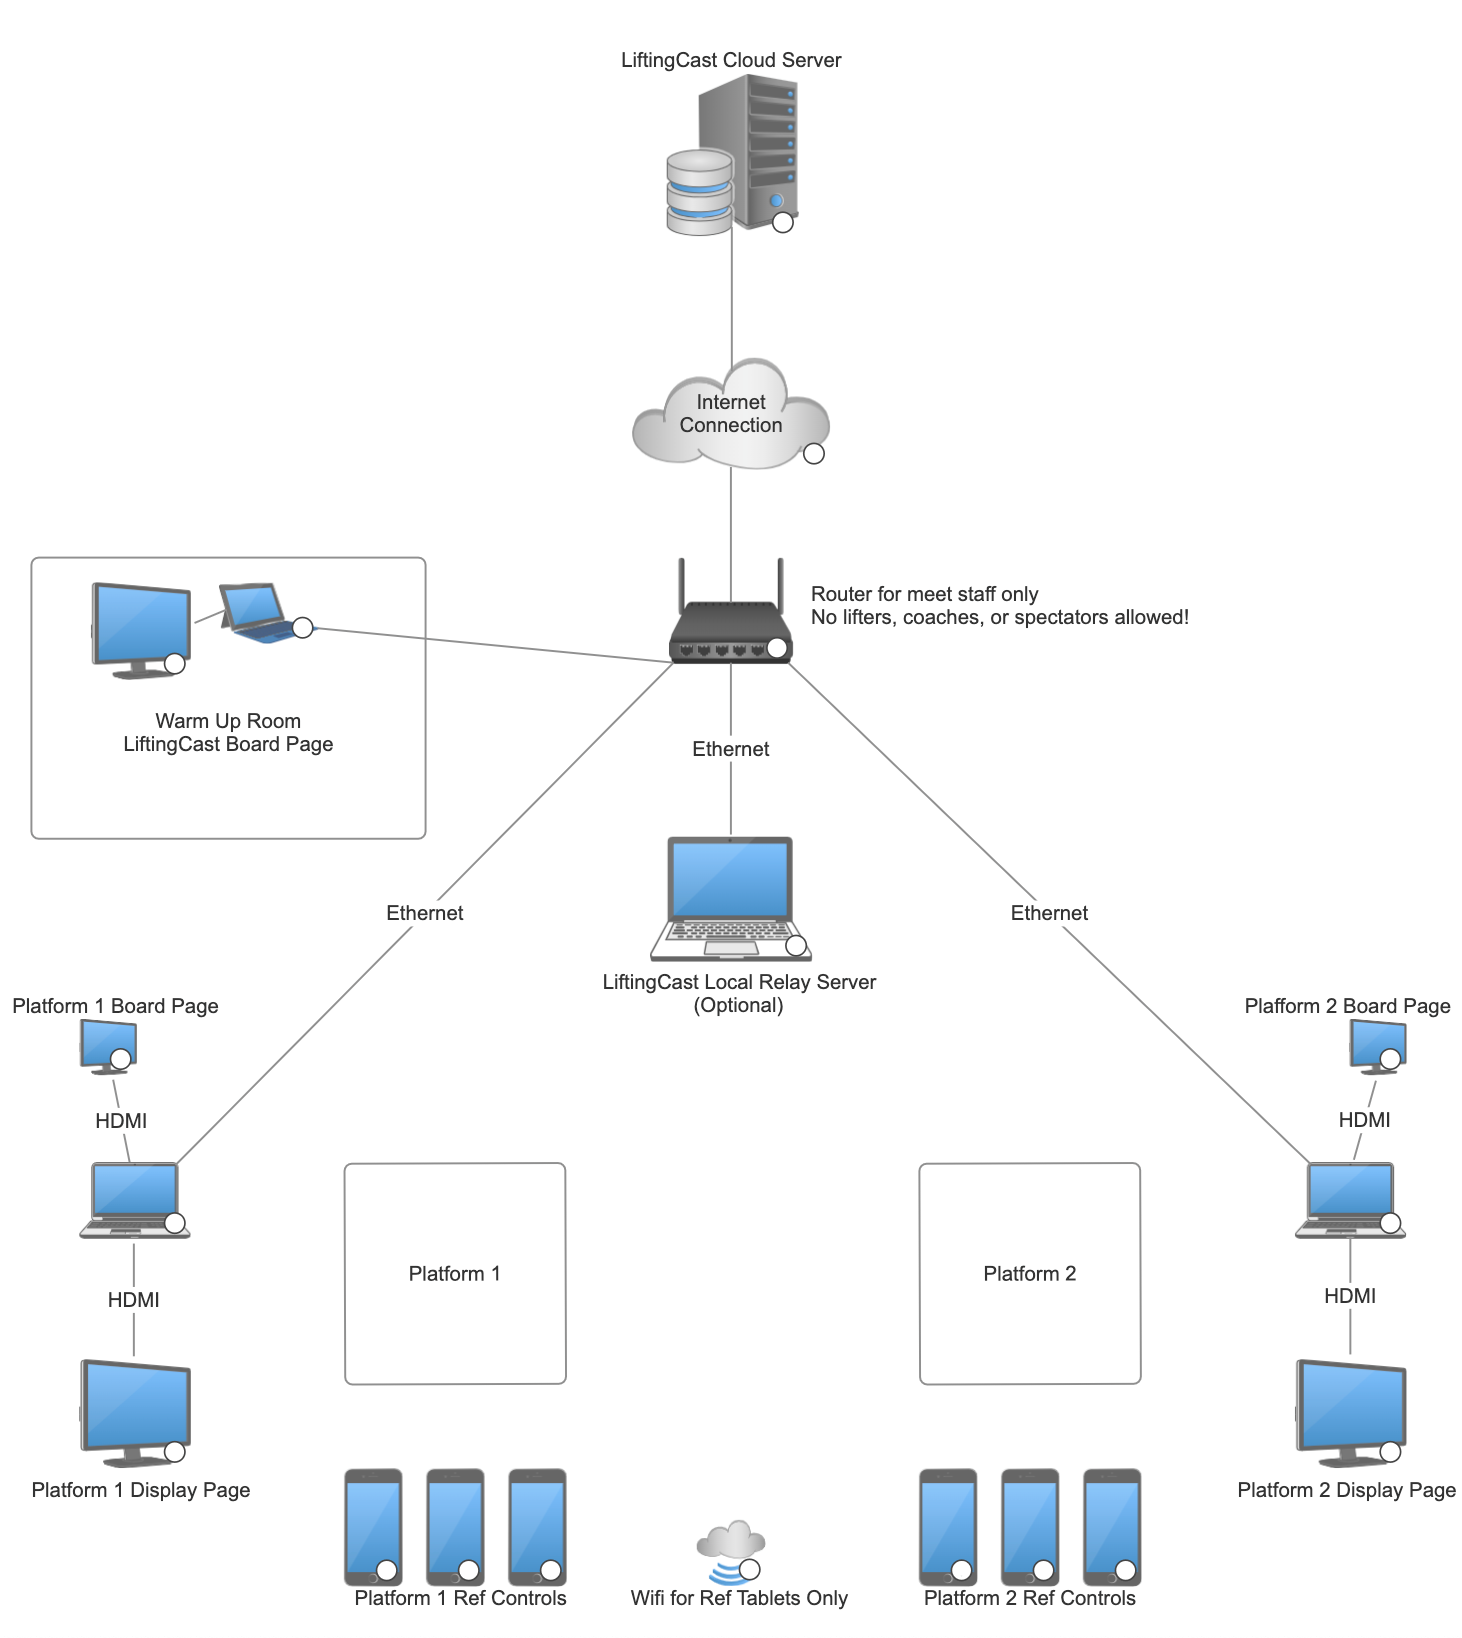 LiftingCast Cloud Server
Internet
Connection
Router for meet staff only
No lifters, coaches, or spectators allowed!
Warm Up Room
LiftingCast Board Page
Ethernet
Ethernet
Ethernet
LiftingCast Local Relay Server
(Optional)
Platform 1 Board Page
Plafform 2 Board Page
HDMI
HDMI
Platform 1
Platform 2
HDMI
HDMI
Platform 1 Display Page
Platform 2 Display Page
Platform 1 Ref Controls
Wifi for Ref Tablets Only
Platform 2 Ref Controls